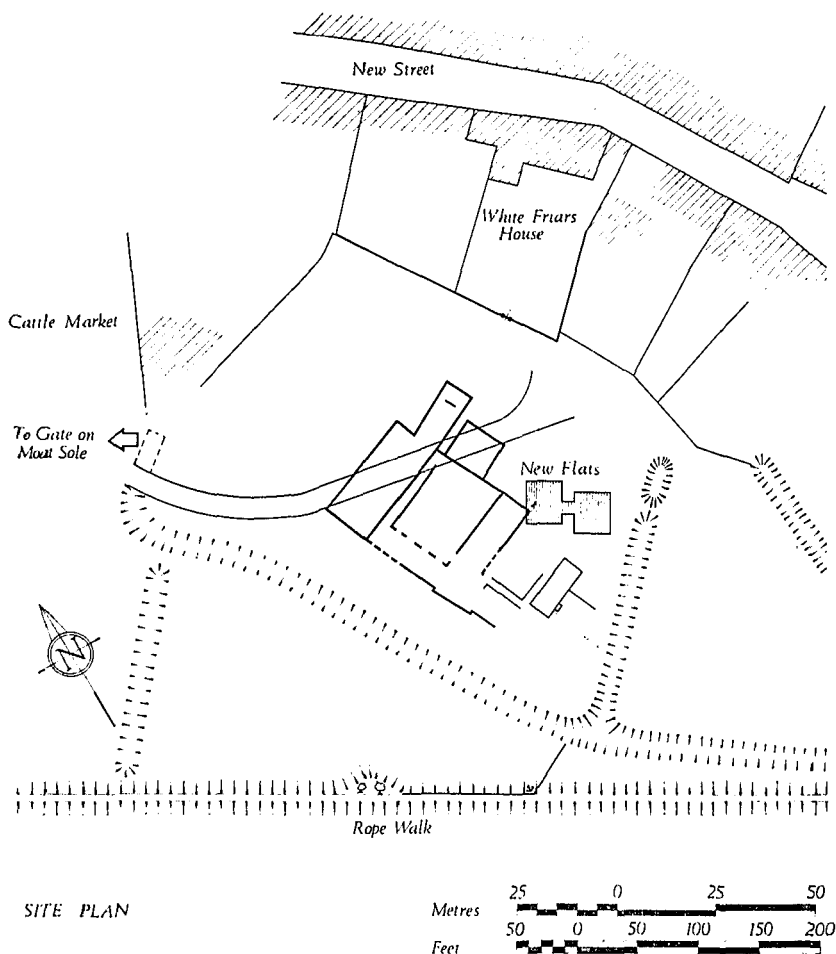 New Street
White Friars
House
Cattle Market
To Gate on
Moat Sole
New Flats
N
Rope Walk
SITE PLAN
Metres 25 0 25 50
Feet 50 0 50 100 150 200